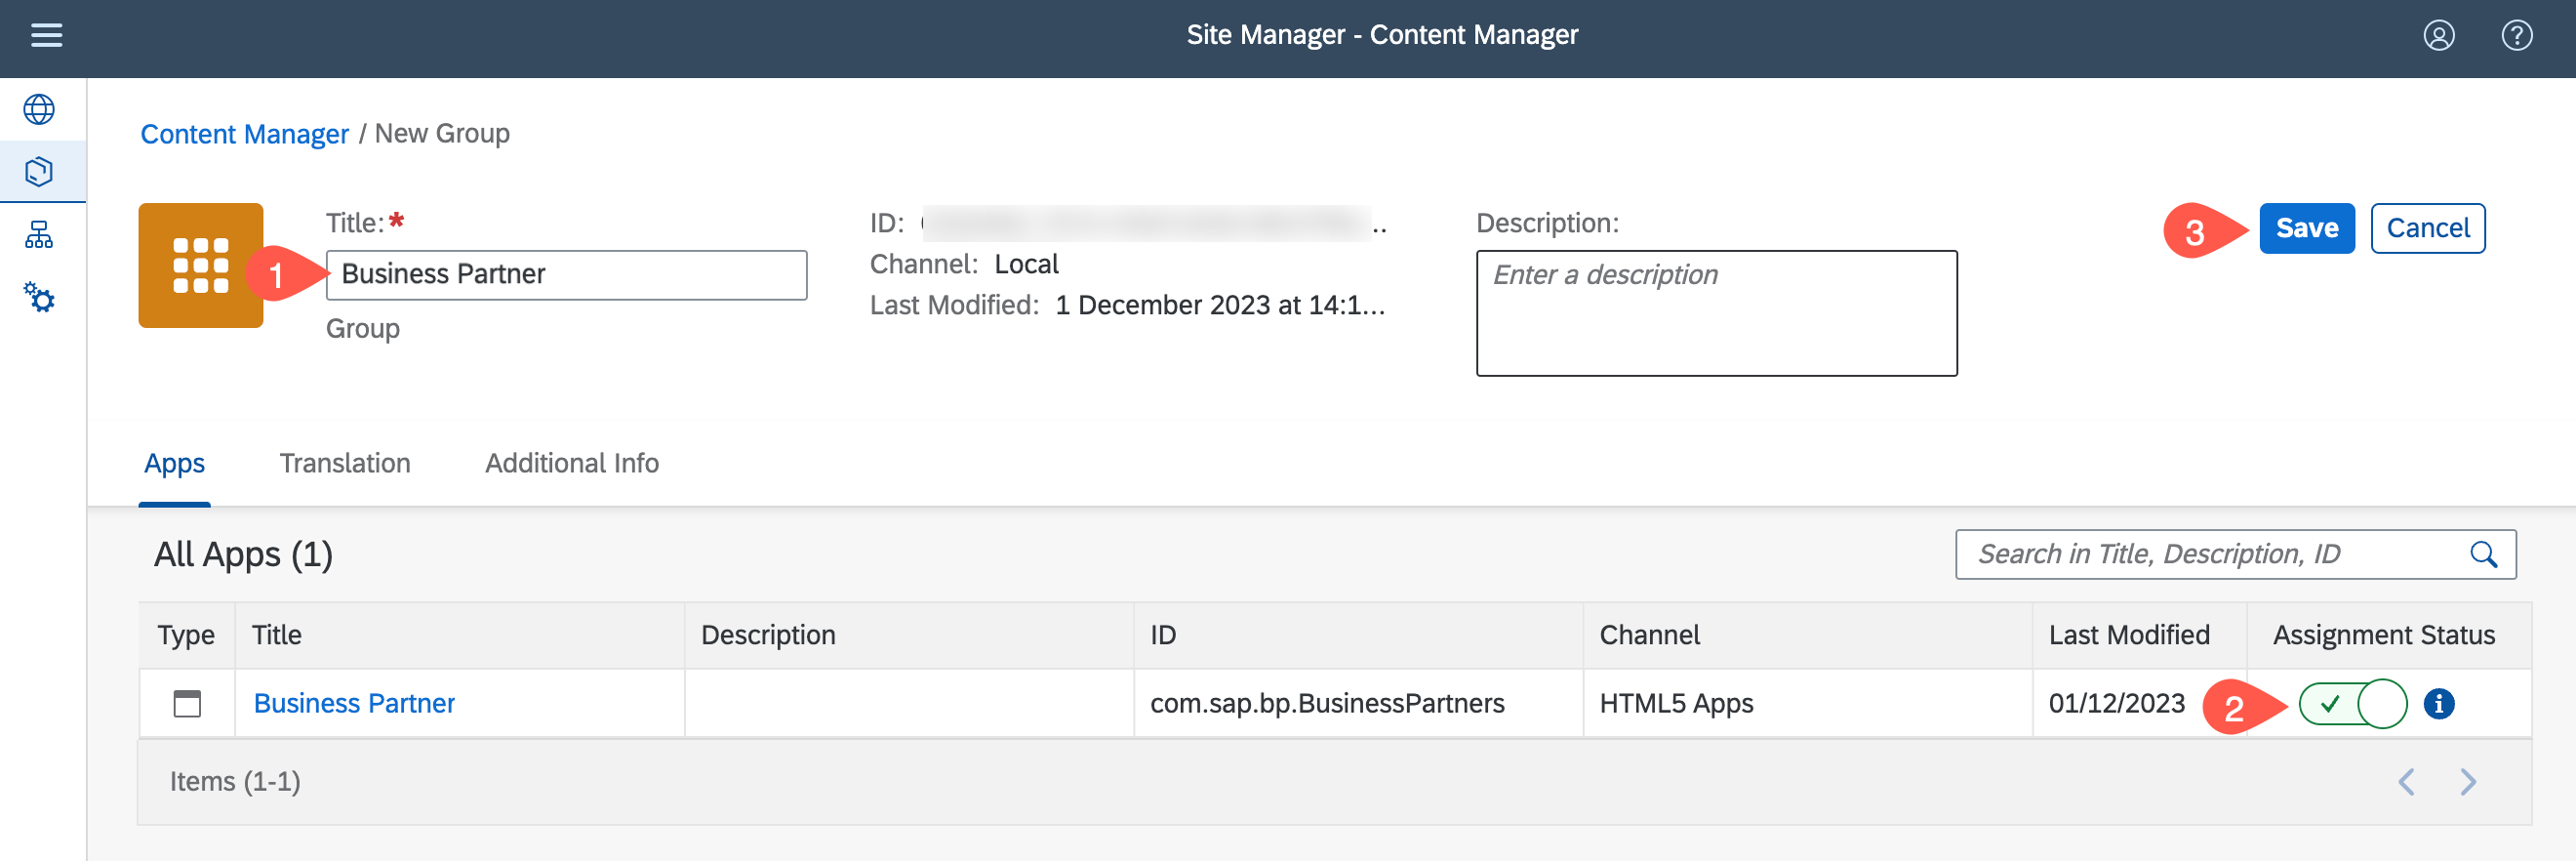 Site Manager - Content Manager
Content Manager / New Group
Title:*
1
Business Partner
Group
ID: ..
Channel: Local
Last Modified: 1 December 2023 at 14:1...
Description:
Enter a description
3
Save
Cancel
Apps
Translation
Additional Info
All Apps (1)
Search in Title, Description, ID
Type Title Description ID Channel Last Modified Assignment Status
Business Partner com.sap.bp.BusinessPartners HTML5 Apps 01/12/2023 2
Items (1-1)